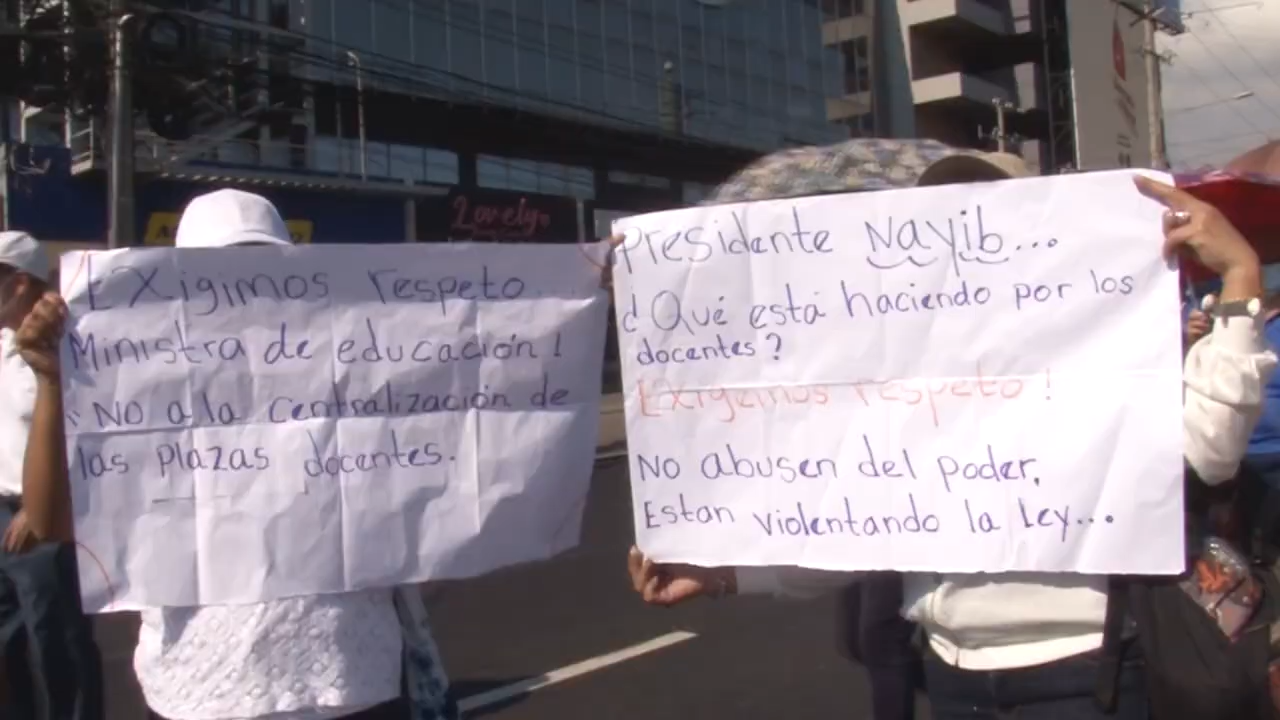 Exigimos respeto...
Ministra de educación!
"NO a la Centralización de
las plazas docentes.
Presidente Nayib...
¿Qué está haciendo por los
docentes?
Exigimos respeto!
No abusen del poder.
Estan violentando la Ley...
Lovely